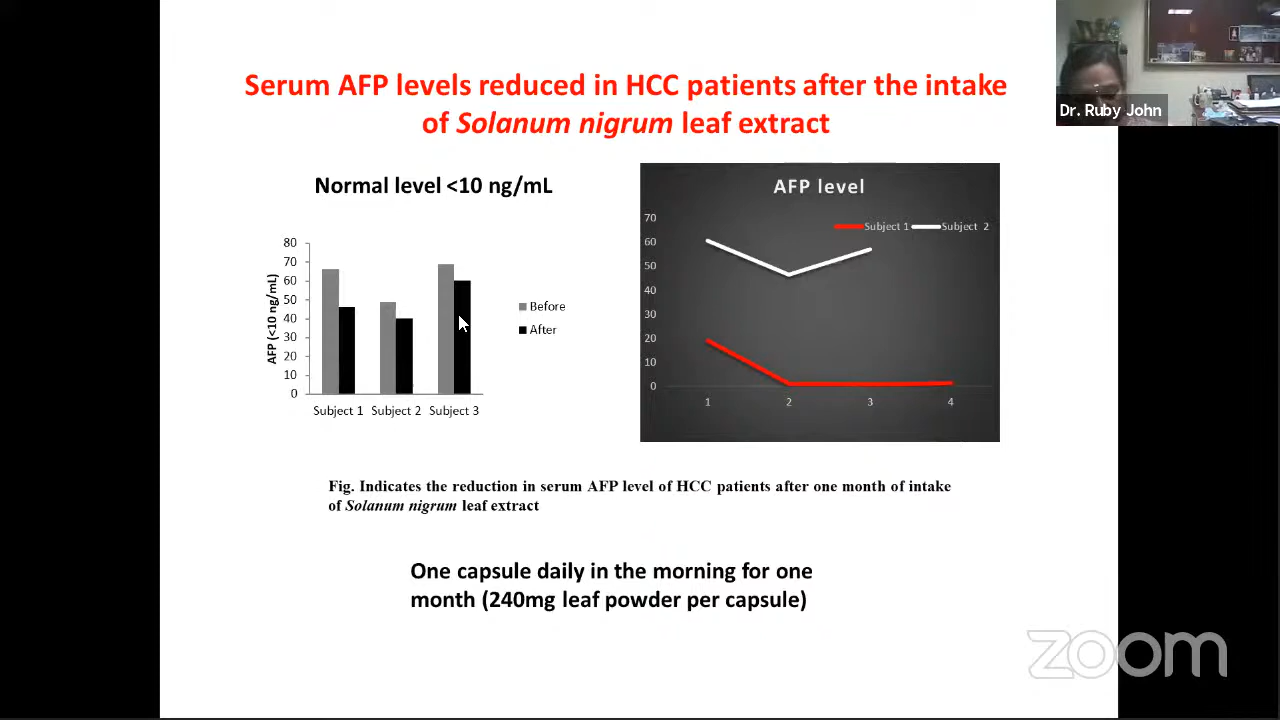 Serum AFP levels reduced in HCC patients after the intake
of Solanum nigrum leaf extract
Dr. Ruby John
Normal level <10 ng/mL
AFP (<10 ng/mL)
80
70
60
50
40
30
20
10
0
Subject 1 Subject 2 Subject 3
Before
After
AFP level
Subject 1 Subject 2
70
60
50
40
30
20
10
0
1 2 3 4
Fig. Indicates the reduction in serum AFP level of HCC patients after one month of intake
of Solanum nigrum leaf extract
One capsule daily in the morning for one
month (240mg leaf powder per capsule)
zoom